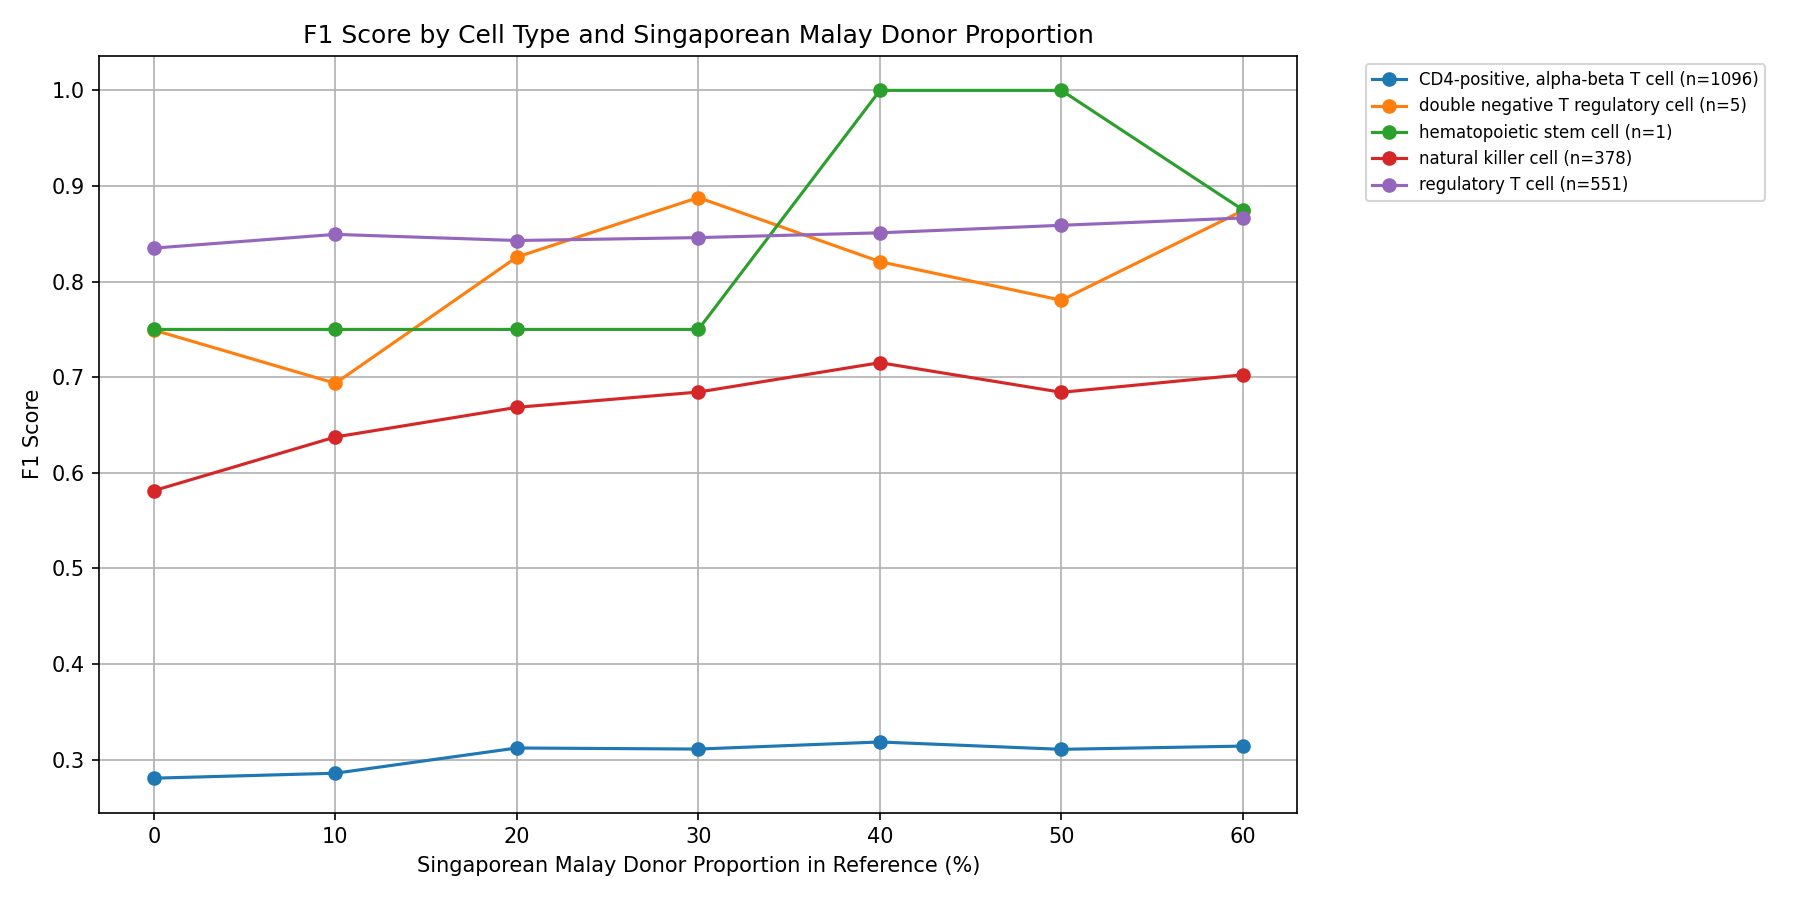 F1 Score by Cell Type and Singaporean Malay Donor Proportion
CD4-positive, alpha-beta T cell (n=1096)
double negative T regulatory cell (n=5)
hematopoietic stem cell (n=1)
natural killer cell (n=378)
regulatory T cell (n=551)
F1 Score
1.0
0.9
0.8
0.7
0.6
0.5
0.4
0.3
0 10 20 30 40 50 60
Singaporean Malay Donor Proportion in Reference (%)